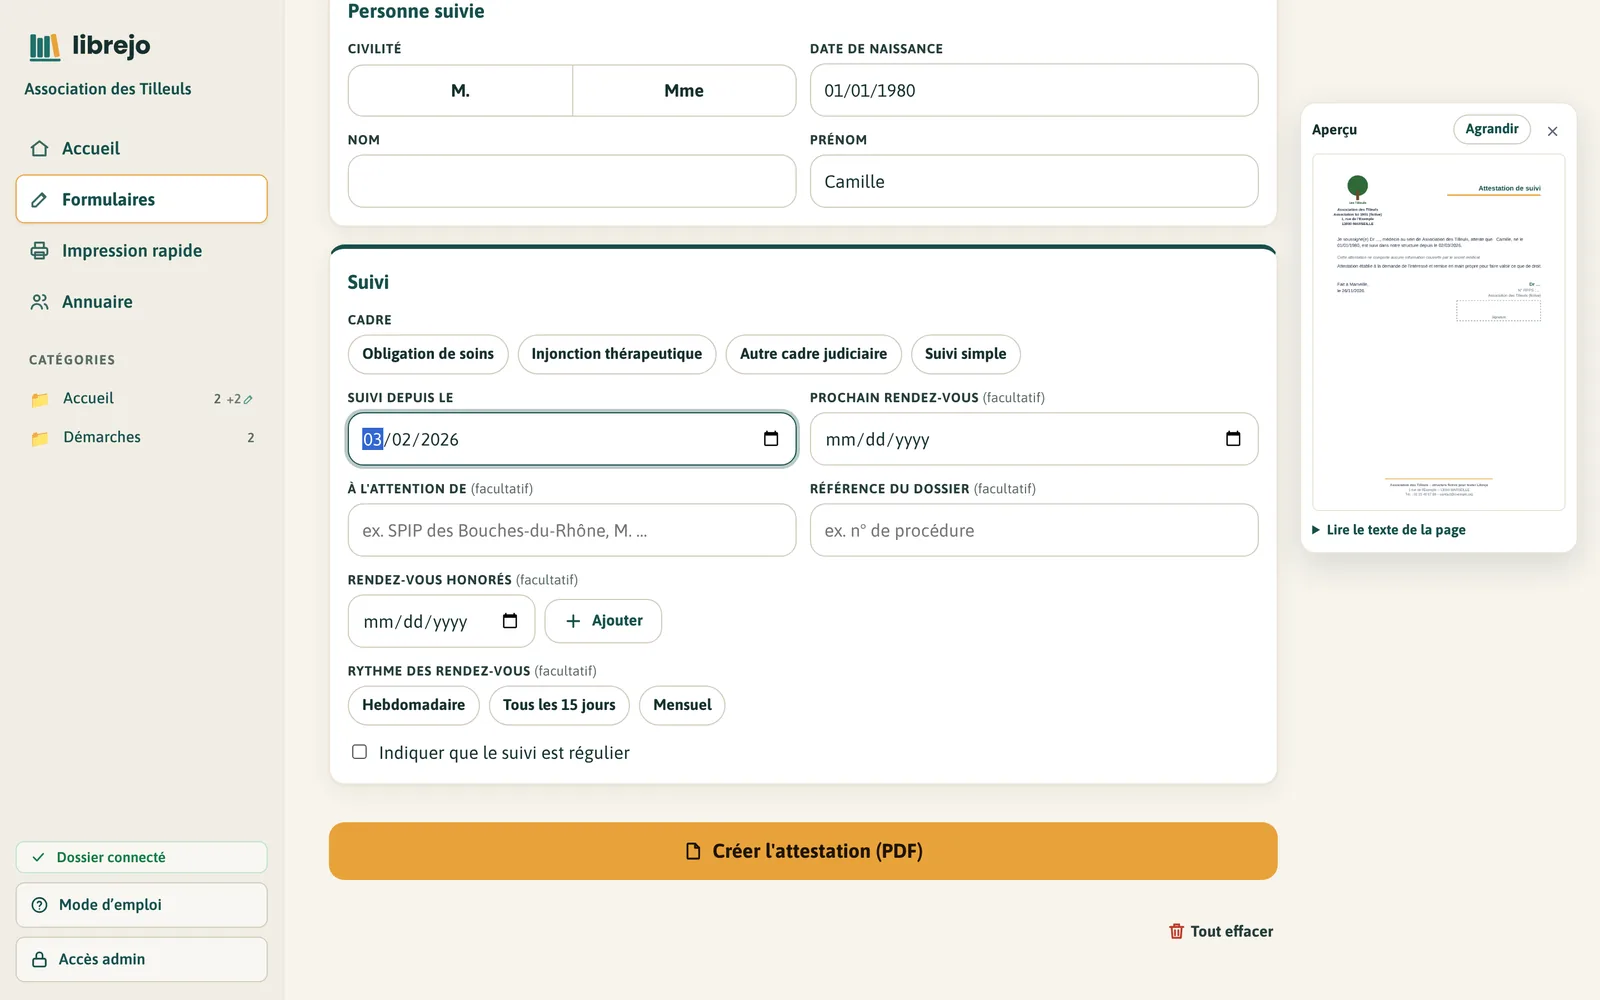 librejo
Association des Tilleuls
Accueil
Formulaires
Impression rapide
Annuaire
CATÉGORIES
Accueil 2 +2
Démarches 2
Dossier connecté
Mode d'emploi
Accès admin
Personne suivie
CIVILITÉ
M. Mme
DATE DE NAISSANCE
01/01/1980
NOM
PRÉNOM
Camille
Suivi
CADRE
Obligation de soins Injonction thérapeutique Autre cadre judiciaire Suivi simple
SUIVI DEPUIS LE
03/02/2026
PROCHAIN RENDEZ-VOUS (facultatif)
mm/dd/yyyy
À L'ATTENTION DE (facultatif)
ex. SPIP des Bouches-du-Rhône, M. ...
RÉFÉRENCE DU DOSSIER (facultatif)
ex. n° de procédure
RENDEZ-VOUS HONORÉS (facultatif)
mm/dd/yyyy
Ajouter
RYTHME DES RENDEZ-VOUS (facultatif)
Hebdomadaire Tous les 15 jours Mensuel
Indiquer que le suivi est régulier
Créer l'attestation (PDF)
Tout effacer
Aperçu
Agrandir
Attestation de suivi
Association des Tilleuls
Lire le texte de la page